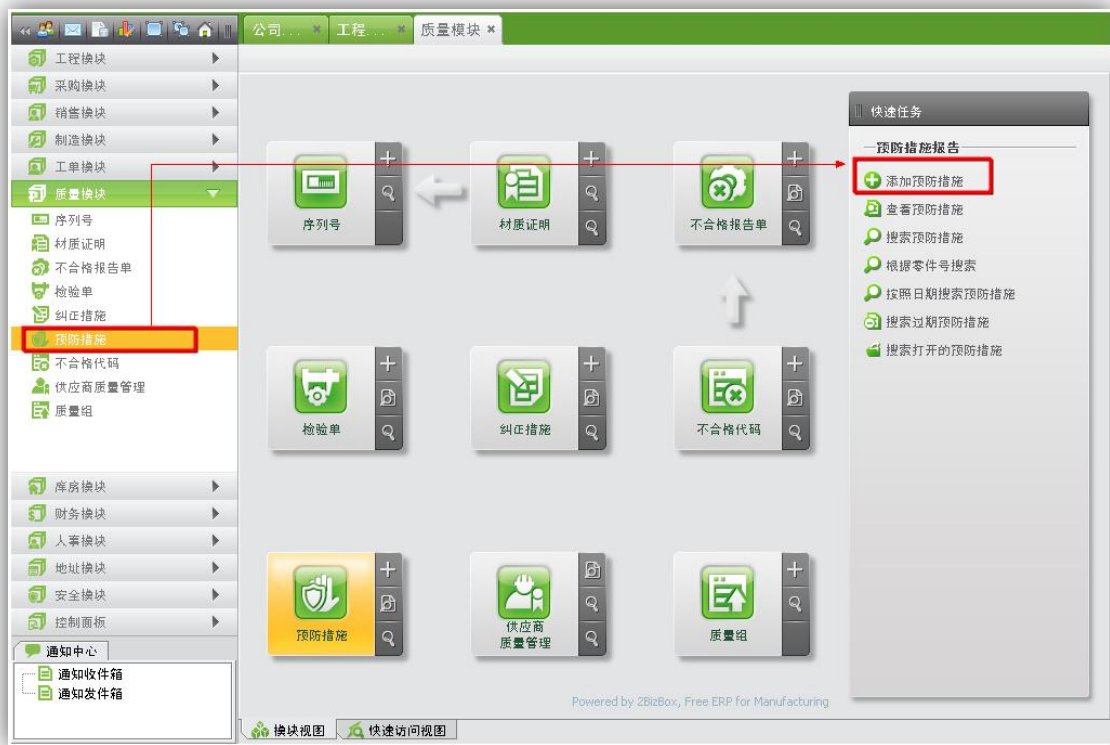 公司...
工程...
质量模块
工程模块
采购模块
销售模块
制造模块
工单模块
质量模块
序列号
材质证明
不合格报告单
检验单
纠正措施
预防措施
不合格代码
供应商质量管理
质量组
库房模块
财务模块
人事模块
地址模块
安全模块
控制面板
通知中心
通知收件箱
通知发件箱
序列号
材质证明
不合格报告单
检验单
纠正措施
不合格代码
预防措施
供应商
质量管理
质量组
Powered by 2BizBox, Free ERP for Manufacturing
模块视图
快速访问视图
快速任务
预防措施报告
添加预防措施
查看预防措施
搜索预防措施
根据零件号搜索
按照日期搜索预防措施
搜索过期预防措施
搜索打开的预防措施